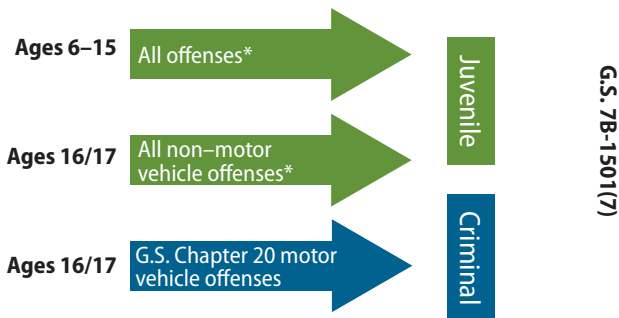 Ages 6–15
All offenses*
Juvenile
Ages 16/17
All non–motor
vehicle offenses*
G.S. 7B-1501(7)
Ages 16/17
G.S. Chapter 20 motor
vehicle offenses
Criminal